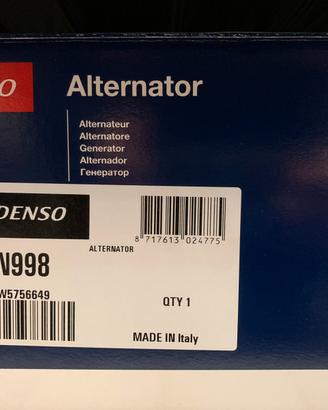 O
Alternator
Alternateur
Alternatore
Generator
Alternador
Генератор
DENSO
ALTERNATOR
8 717613 024775
N998
W5756649
QTY 1
MADE IN Italy